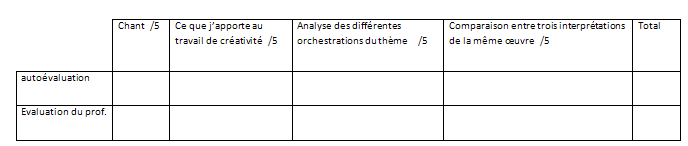 Chant /5
Ce que j'apporte au
travail de créativité /5
Analyse des différentes
orchestrations du thème /5
Comparaison entre trois interprétations
de la même œuvre /5
Total
autoévaluation
Evaluation du prof.